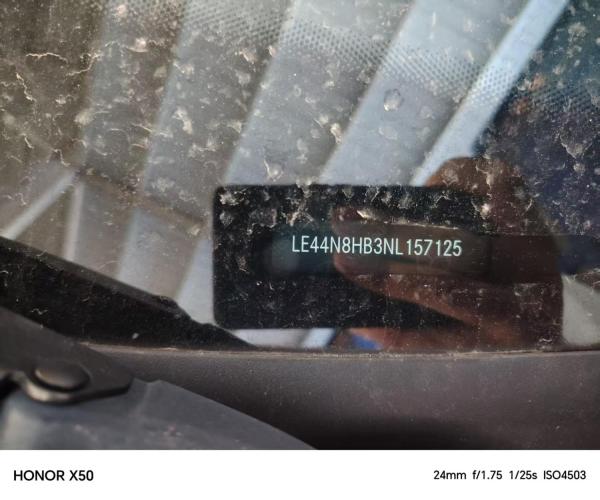 LE44N8HB3NL157125
HONOR X50
24mm f/1.75 1/25s ISO4503